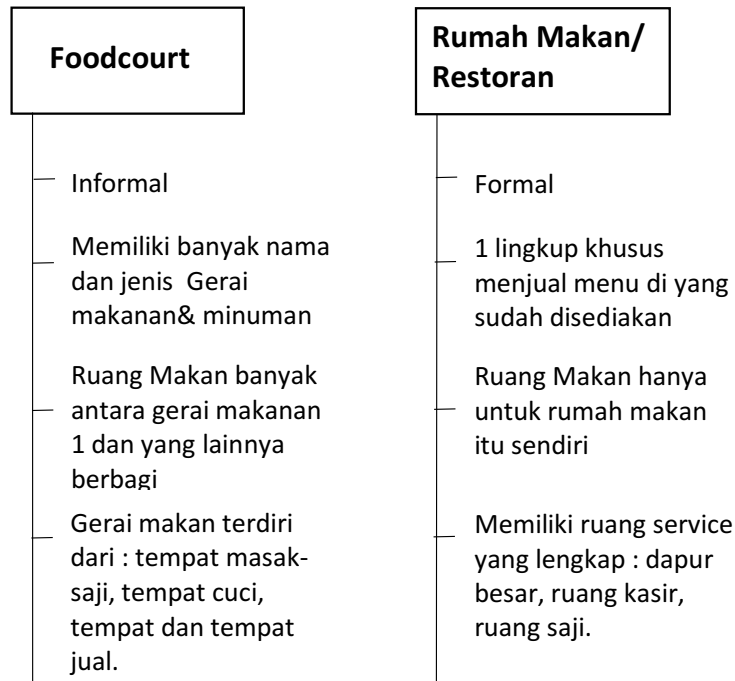 Foodcourt
Informal
Memiliki banyak nama
dan jenis  Gerai
makanan& minuman
Ruang Makan banyak
antara gerai makanan
1 dan yang lainnya
berbagi
Gerai makan terdiri
dari : tempat masak-
saji, tempat cuci,
tempat dan tempat
jual.
Rumah Makan/
Restoran
Formal
1 lingkup khusus
menjual menu di yang
sudah disediakan
Ruang Makan hanya
untuk rumah makan
itu sendiri
Memiliki ruang service
yang lengkap : dapur
besar, ruang kasir,
ruang saji.